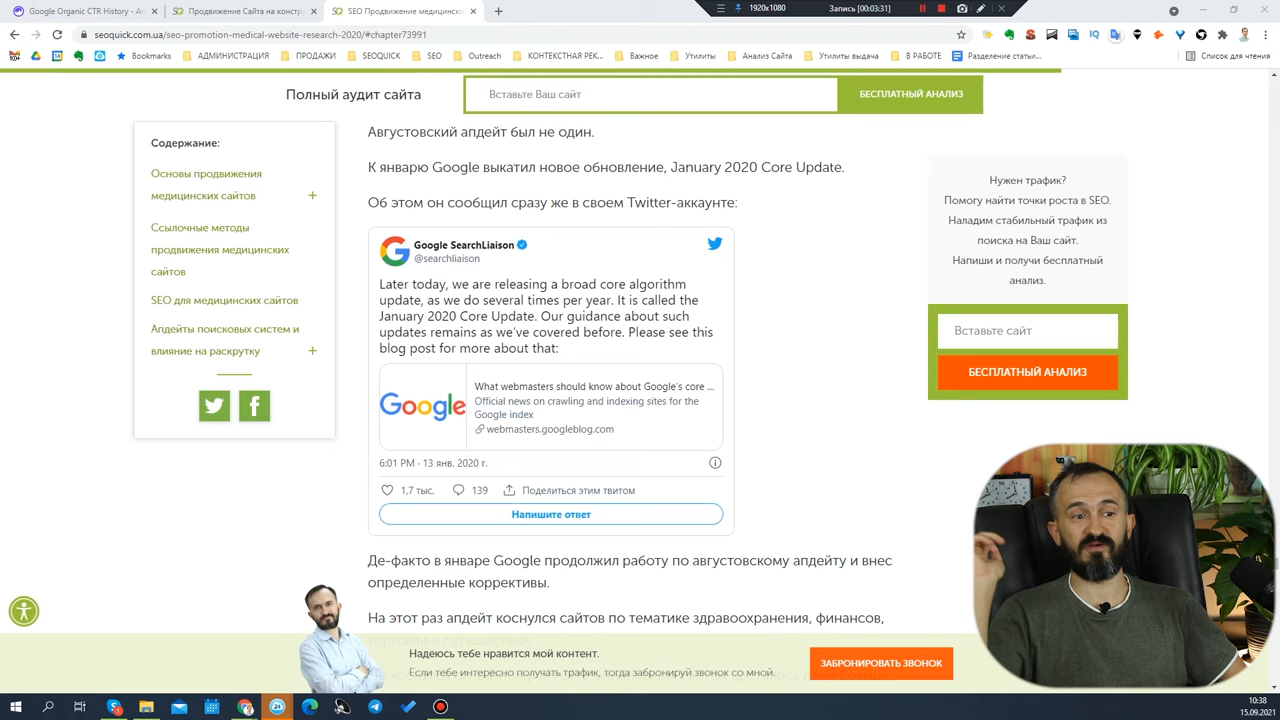 Google Organic CTR History - Ad
Продвижение Сайта на констр
SEO Продвижение медицинск
1920x1080
Запись [00:03:31]
seoquick.com.ua/seo-promotion-medical-website-research-2020/#chapter73991
Bookmarks
АДМИНИСТРАЦИЯ
ПРОДАЖИ
SEOQUICK
SEO
Outreach
КОНТЕКСТНАЯ РЕК...
Важное
Утилиты
Анализ Сайта
Утилиты выдача
В РАБОТЕ
Разделение статьи...
Список для чтения
Полный аудит сайта
Вставьте Ваш сайт
БЕСПЛАТНЫЙ АНАЛИЗ
Содержание:
Основы продвижения
медицинских сайтов
Ссылочные методы
продвижения медицинских
сайтов
SEO для медицинских сайтов
Апдейты поисковых систем и
влияние на раскрутку
Августовский апдейт был не один.
К январю Google выкатил новое обновление, January 2020 Core Update.
Об этом он сообщил сразу же в своем Twitter-аккаунте:
Google SearchLiaison
@searchliaison
Later today, we are releasing a broad core algorithm
update, as we do several times per year. It is called the
January 2020 Core Update. Our guidance about such
updates remains as we've covered before. Please see this
blog post for more about that:
Google
What webmasters should know about Google's core ...
Official news on crawling and indexing sites for the
Google index
webmasters.googleblog.com
6:01 PM · 13 янв. 2020 г.
1,7 тыс.
139
Поделиться этим твитом
Напишите ответ
Де-факто в январе Google продолжил работу по августовскому апдейту и внес
определенные коррективы.
На этот раз апдейт коснулся сайтов по тематике здравоохранения, финансов,
торговли и путешествий
Нужен трафик?
Помогу найти точки роста в SEO.
Наладим стабильный трафик из
поиска на Ваш сайт.
Напиши и получи бесплатный
анализ.
Вставьте сайт
БЕСПЛАТНЫЙ АНАЛИЗ
Надеюсь тебе нравится мой контент.
Если тебе интересно получать трафик, тогда забронируй звонок со мной.
ЗАБРОНИРОВАТЬ ЗВОНОК
10:38
15.09.2021